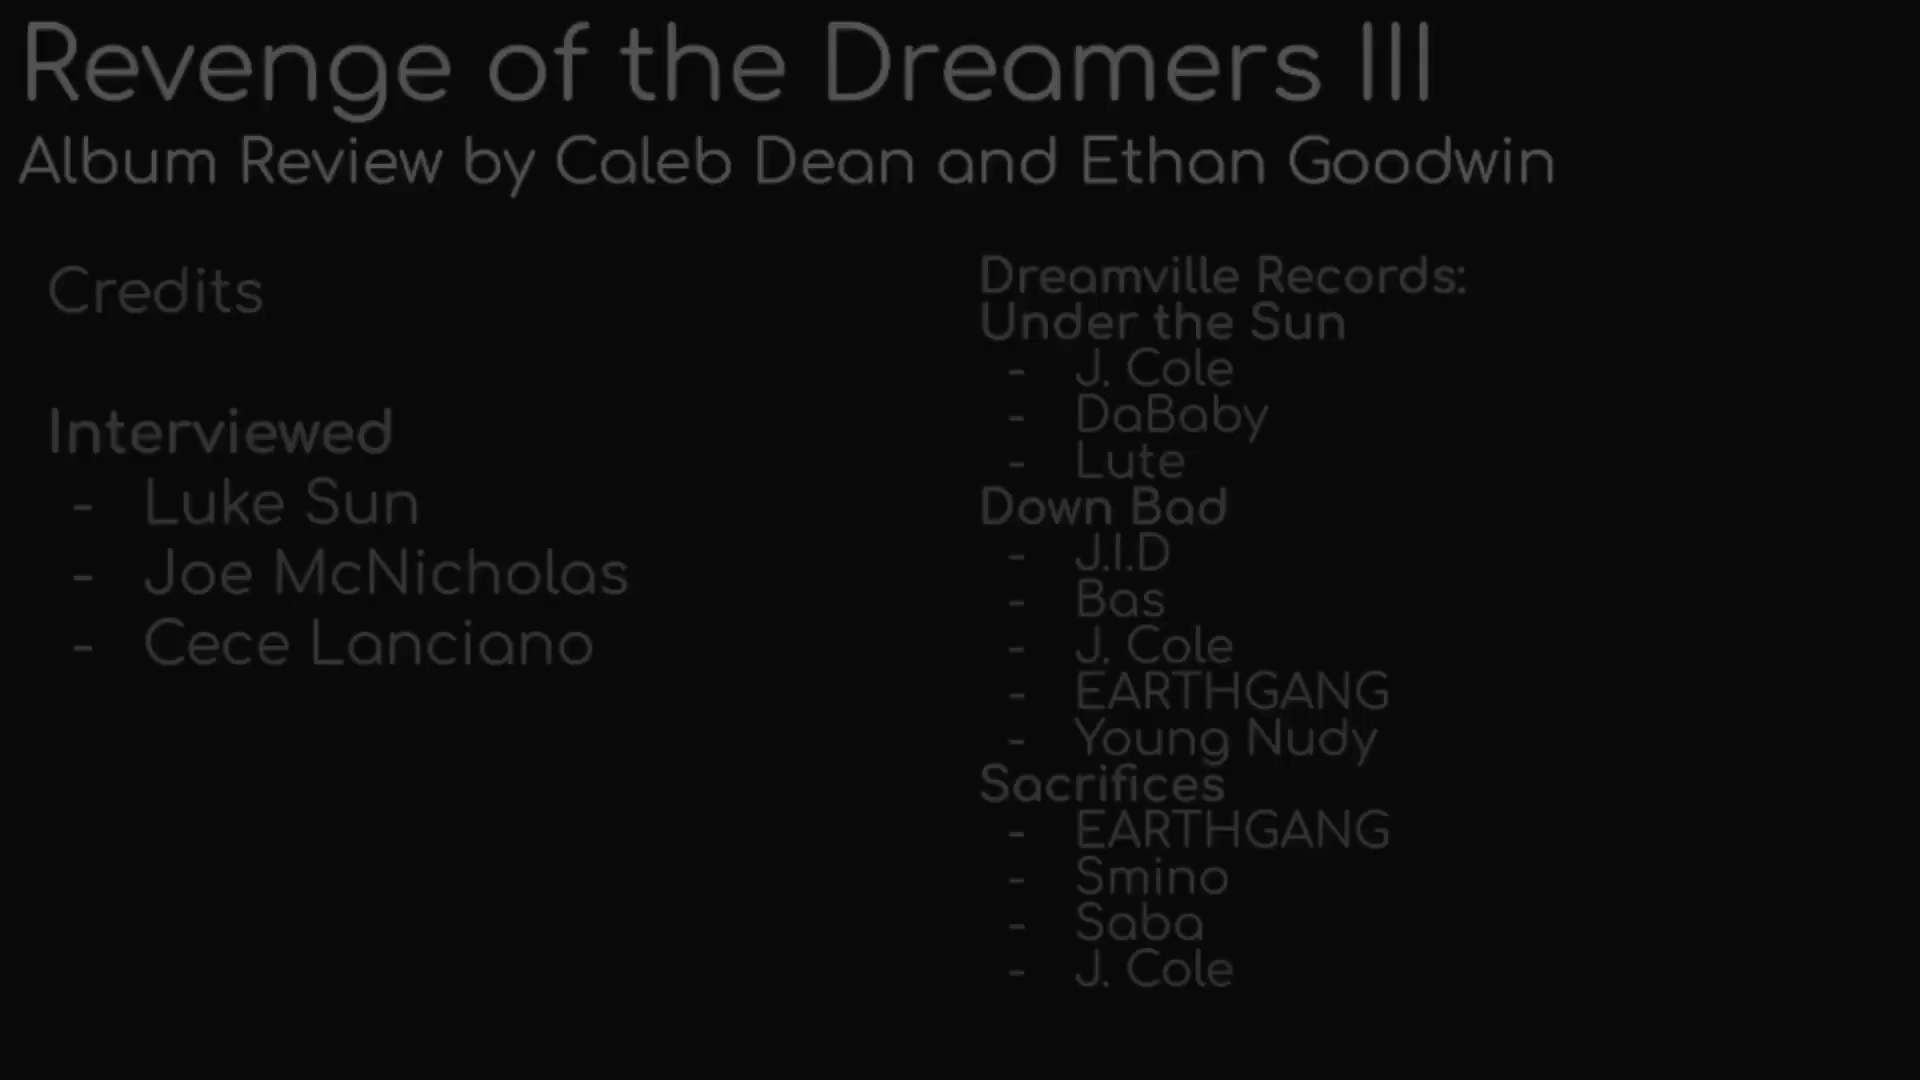 Revenge of the Dreamers III
Album Review by Caleb Dean and Ethan Goodwin
Credits
Interviewed
- Luke Sun
- Joe McNicholas
- Cece Lanciano
Dreamville Records:
Under the Sun
- J. Cole
- DaBaby
- Lute
Down Bad
- J.I.D
- Bas
- J. Cole
- EARTHGANG
- Young Nudy
Sacrifices
- EARTHGANG
- Smino
- Saba
- J. Cole